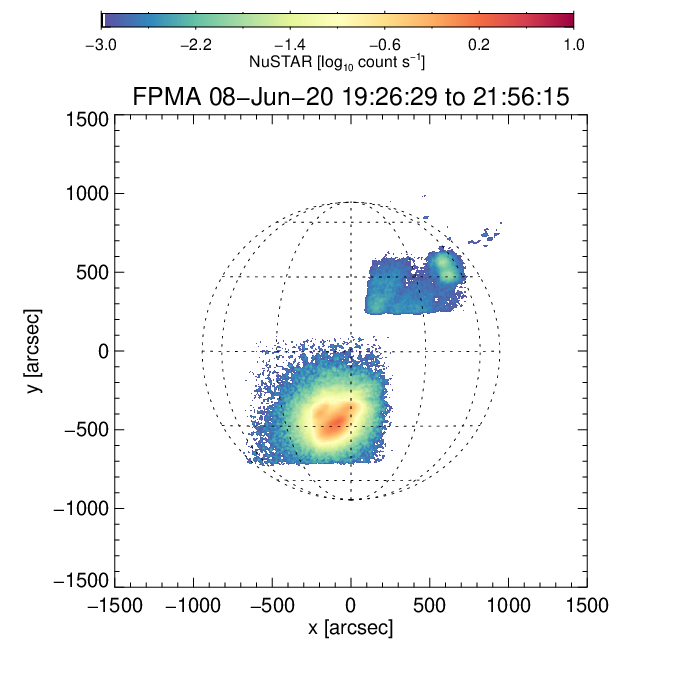 −3.0 −2.2 −1.4 −0.6 0.2 1.0
NuSTAR [log₁₀ count s⁻¹]
FPMA 08−Jun−20 19:26:29 to 21:56:15
1500
1000
500
0
−500
−1000
−1500
y [arcsec]
−1500 −1000 −500 0 500 1000 1500
x [arcsec]